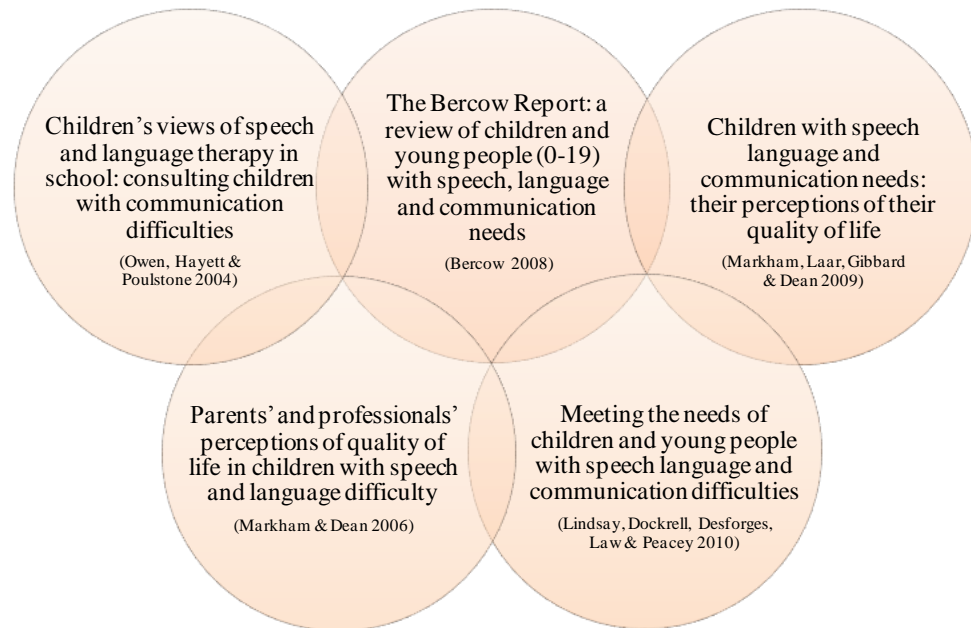 Children's views of speech
and language therapy in
school: consulting children
with communication
difficulties
(Owen, Hayett &
Poulstone 2004)
The Bercow Report: a
review of children and
young people (0-19)
with speech, language
and communication
needs
(Bercow 2008)
Children with speech
language and
communication needs:
their perceptions of their
quality of life
(Markham, Laar, Gibbard
& Dean 2009)
Parents' and professionals'
perceptions of quality of
life in children with speech
and language difficulty
(Markham & Dean 2006)
Meeting the needs of
children and young people
with speech language and
communication difficulties
(Lindsay, Dockrell, Desforges,
Law & Peacey 2010)